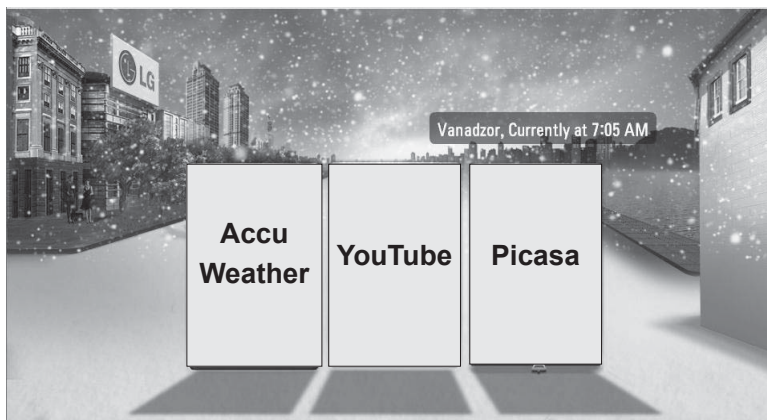 LG
Vanadzor, Currently at 7:05 AM
Accu
Weather
YouTube
Picasa